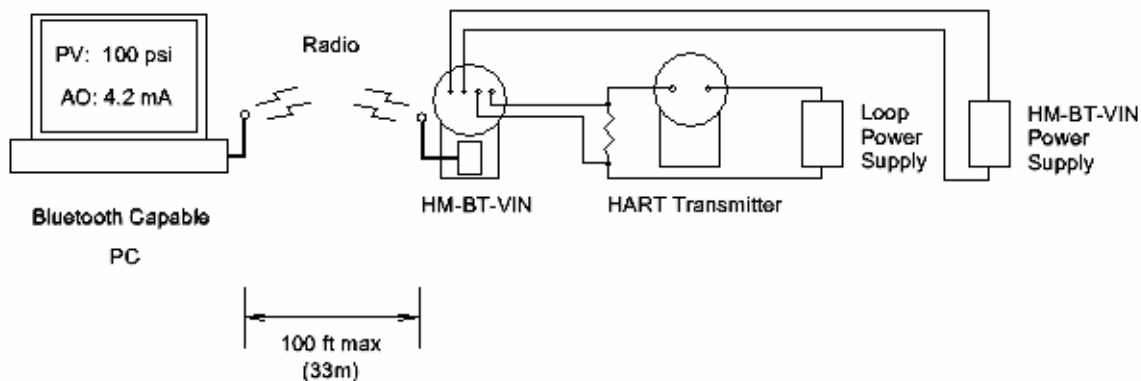 PV: 100 psi
AO: 4.2 mA
Radio
Bluetooth Capable
PC
HM-BT-VIN
HART Transmitter
Loop
Power
Supply
HM-BT-VIN
Power
Supply
100 ft max
(33m)